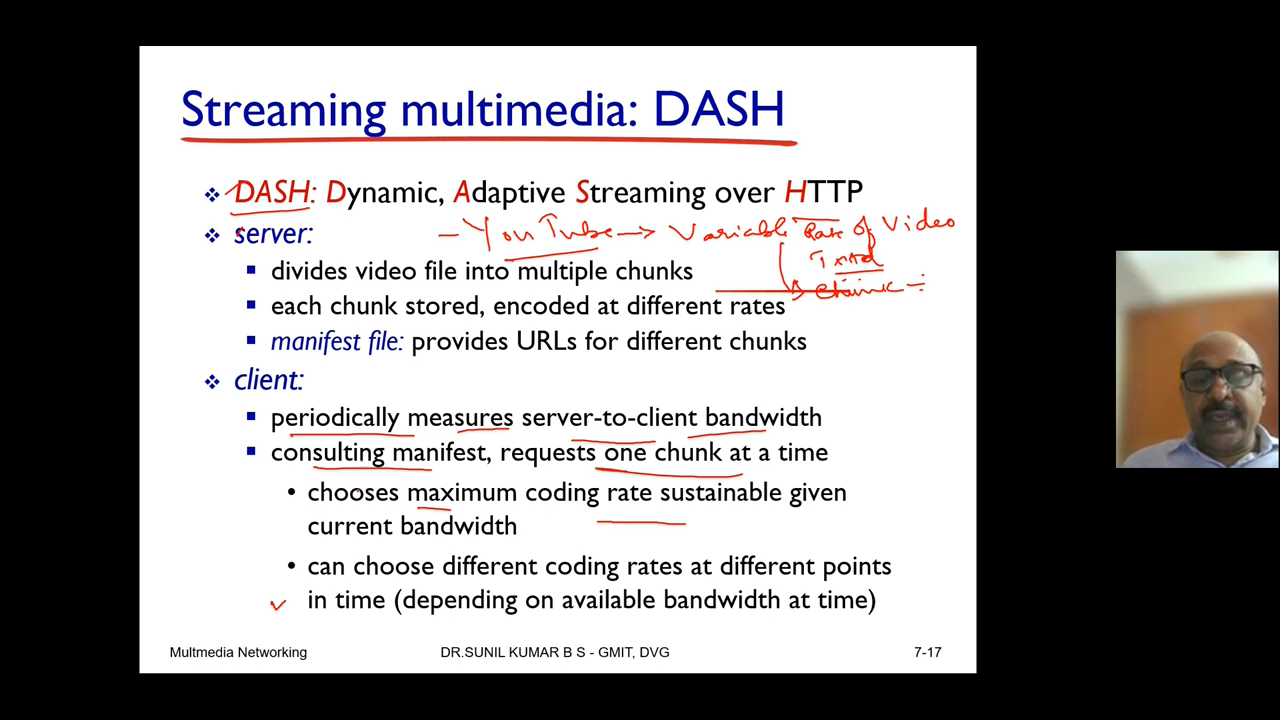 Streaming multimedia: DASH
❖ DASH: Dynamic, Adaptive Streaming over HTTP
❖ server:
- YouTube → Variable Rate of Video
▪ divides video file into multiple chunks
chunk
▪ each chunk stored, encoded at different rates
▪ manifest file: provides URLs for different chunks
❖ client:
▪ periodically measures server-to-client bandwidth
▪ consulting manifest, requests one chunk at a time
• chooses maximum coding rate sustainable given
current bandwidth
• can choose different coding rates at different points
in time (depending on available bandwidth at time)
Multmedia Networking DR.SUNIL KUMAR B S - GMIT, DVG 7-17